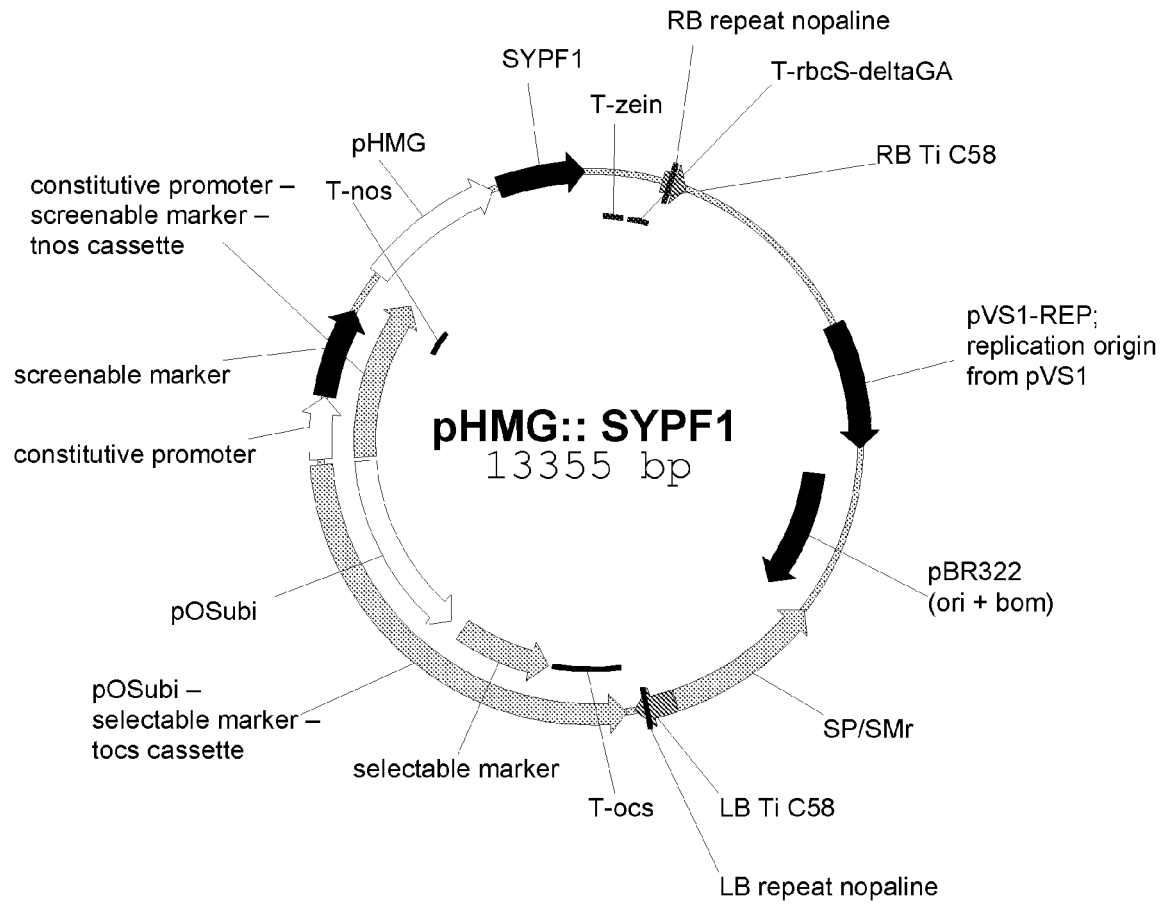 RB repeat nopaline
SYPF1
T-rbcS-deltaGA
T-zein
pHMG
RB Ti C58
constitutive promoter –
screenable marker –
tnos cassette
T-nos
pVS1-REP;
replication origin
from pVS1
screenable marker
pHMG:: SYPF1
13355 bp
constitutive promoter
pBR322
(ori + bom)
pOSubi
pOSubi –
selectable marker –
tocs cassette
SP/SMr
selectable marker
T-ocs
LB Ti C58
LB repeat nopaline